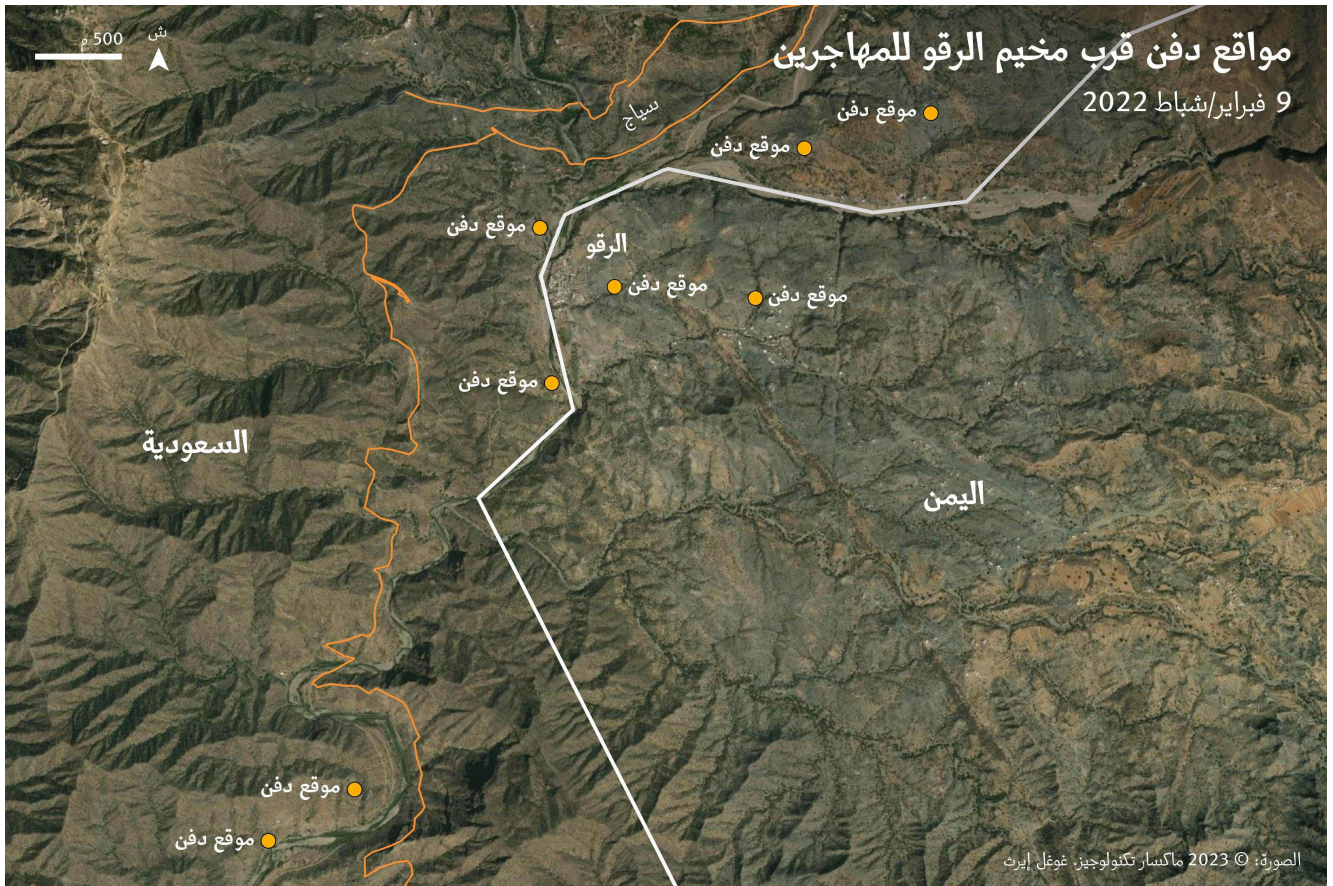 مواقع دفن قرب مخيم الرقو للمهاجرين
9 فبراير/شباط 2022
500 م
ش
سياج
موقع دفن
موقع دفن
موقع دفن
الرقو
موقع دفن
موقع دفن
موقع دفن
السعودية
اليمن
موقع دفن
موقع دفن
الصورة: © 2023 ماكسار تكنولوجيز. غوغل إيرث